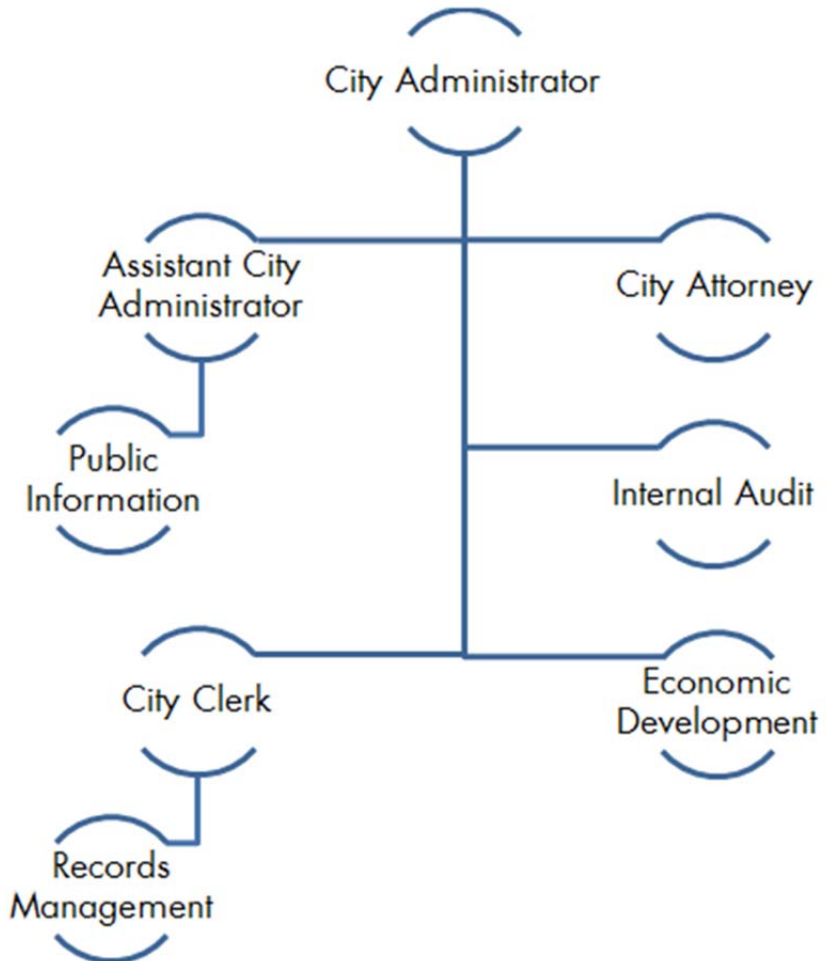 City Administrator
Assistant City
Administrator
City Attorney
Public
Information
Internal Audit
City Clerk
Economic
Development
Records
Management